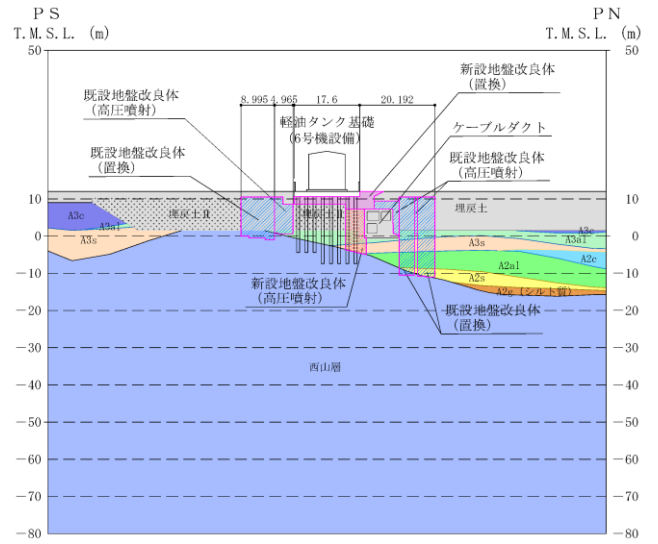 PS
PN
T.M.S.L. (m)
T.M.S.L. (m)
50
50
新設地盤改良体
(置換)
既設地盤改良体
(高圧噴射)
8.995
4.965
17.6
20.192
軽油タンク基礎
(6号機設備)
ケーブルダクト
既設地盤改良体
(置換)
既設地盤改良体
(高圧噴射)
10
10
A3c
埋戻土Ⅱ
埋戻土Ⅱ
埋戻土
A3al
A3c
0
0
A3s
A3s
A3al
A2c
A2al
-10
-10
新設地盤改良体
(高圧噴射)
A2s
A2g (シルト質)
既設地盤改良体
(置換)
-20
-20
-30
-30
西山層
-40
-40
-50
-50
-60
-60
-70
-70
-80
-80